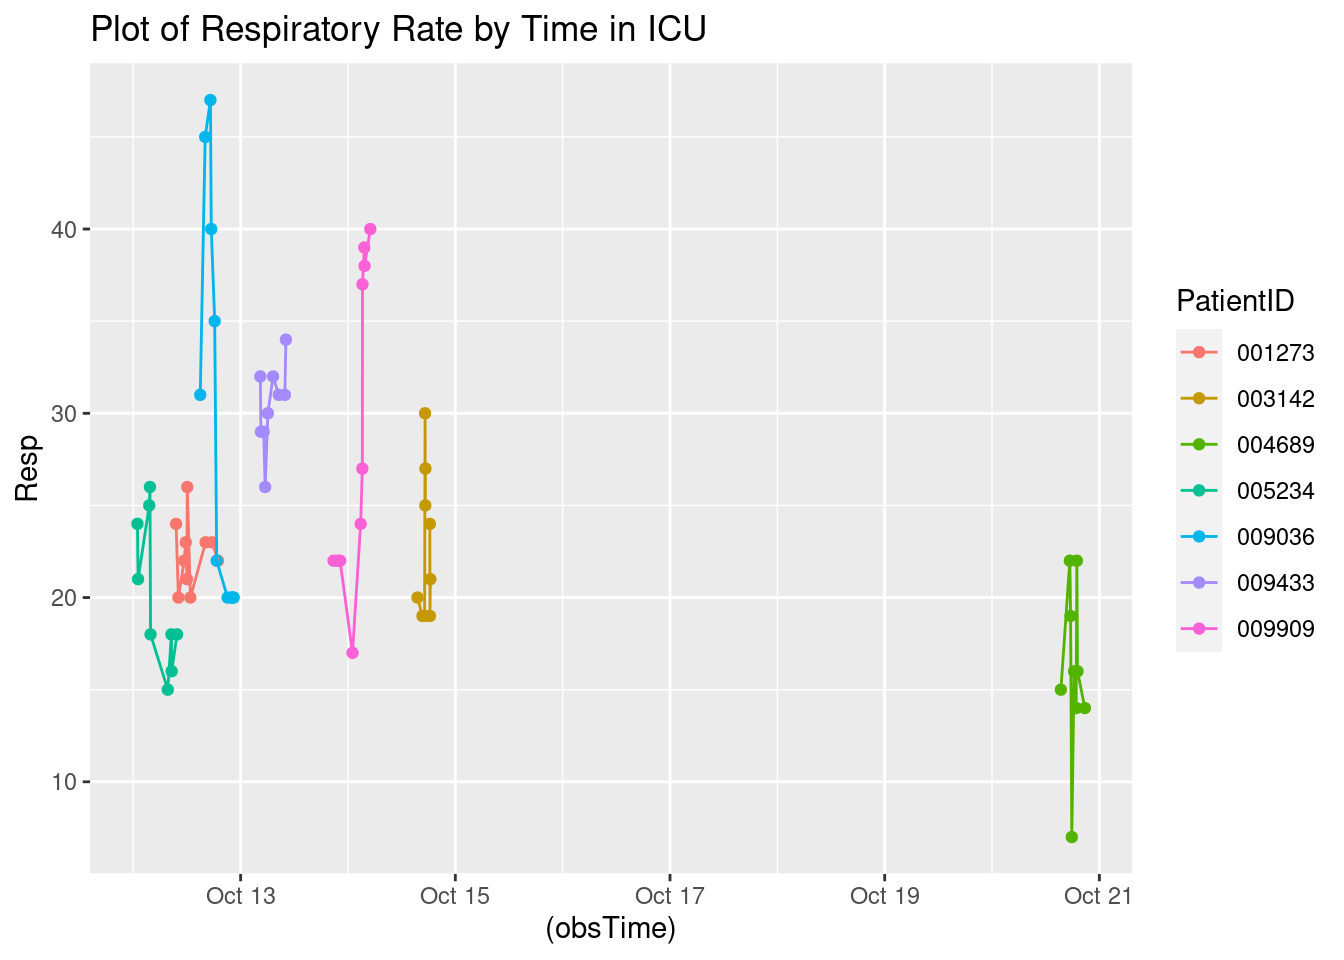 Plot of Respiratory Rate by Time in ICU
Resp
40
30
20
10
Oct 13
Oct 15
Oct 17
Oct 19
Oct 21
(obsTime)
PatientID
001273
003142
004689
005234
009036
009433
009909